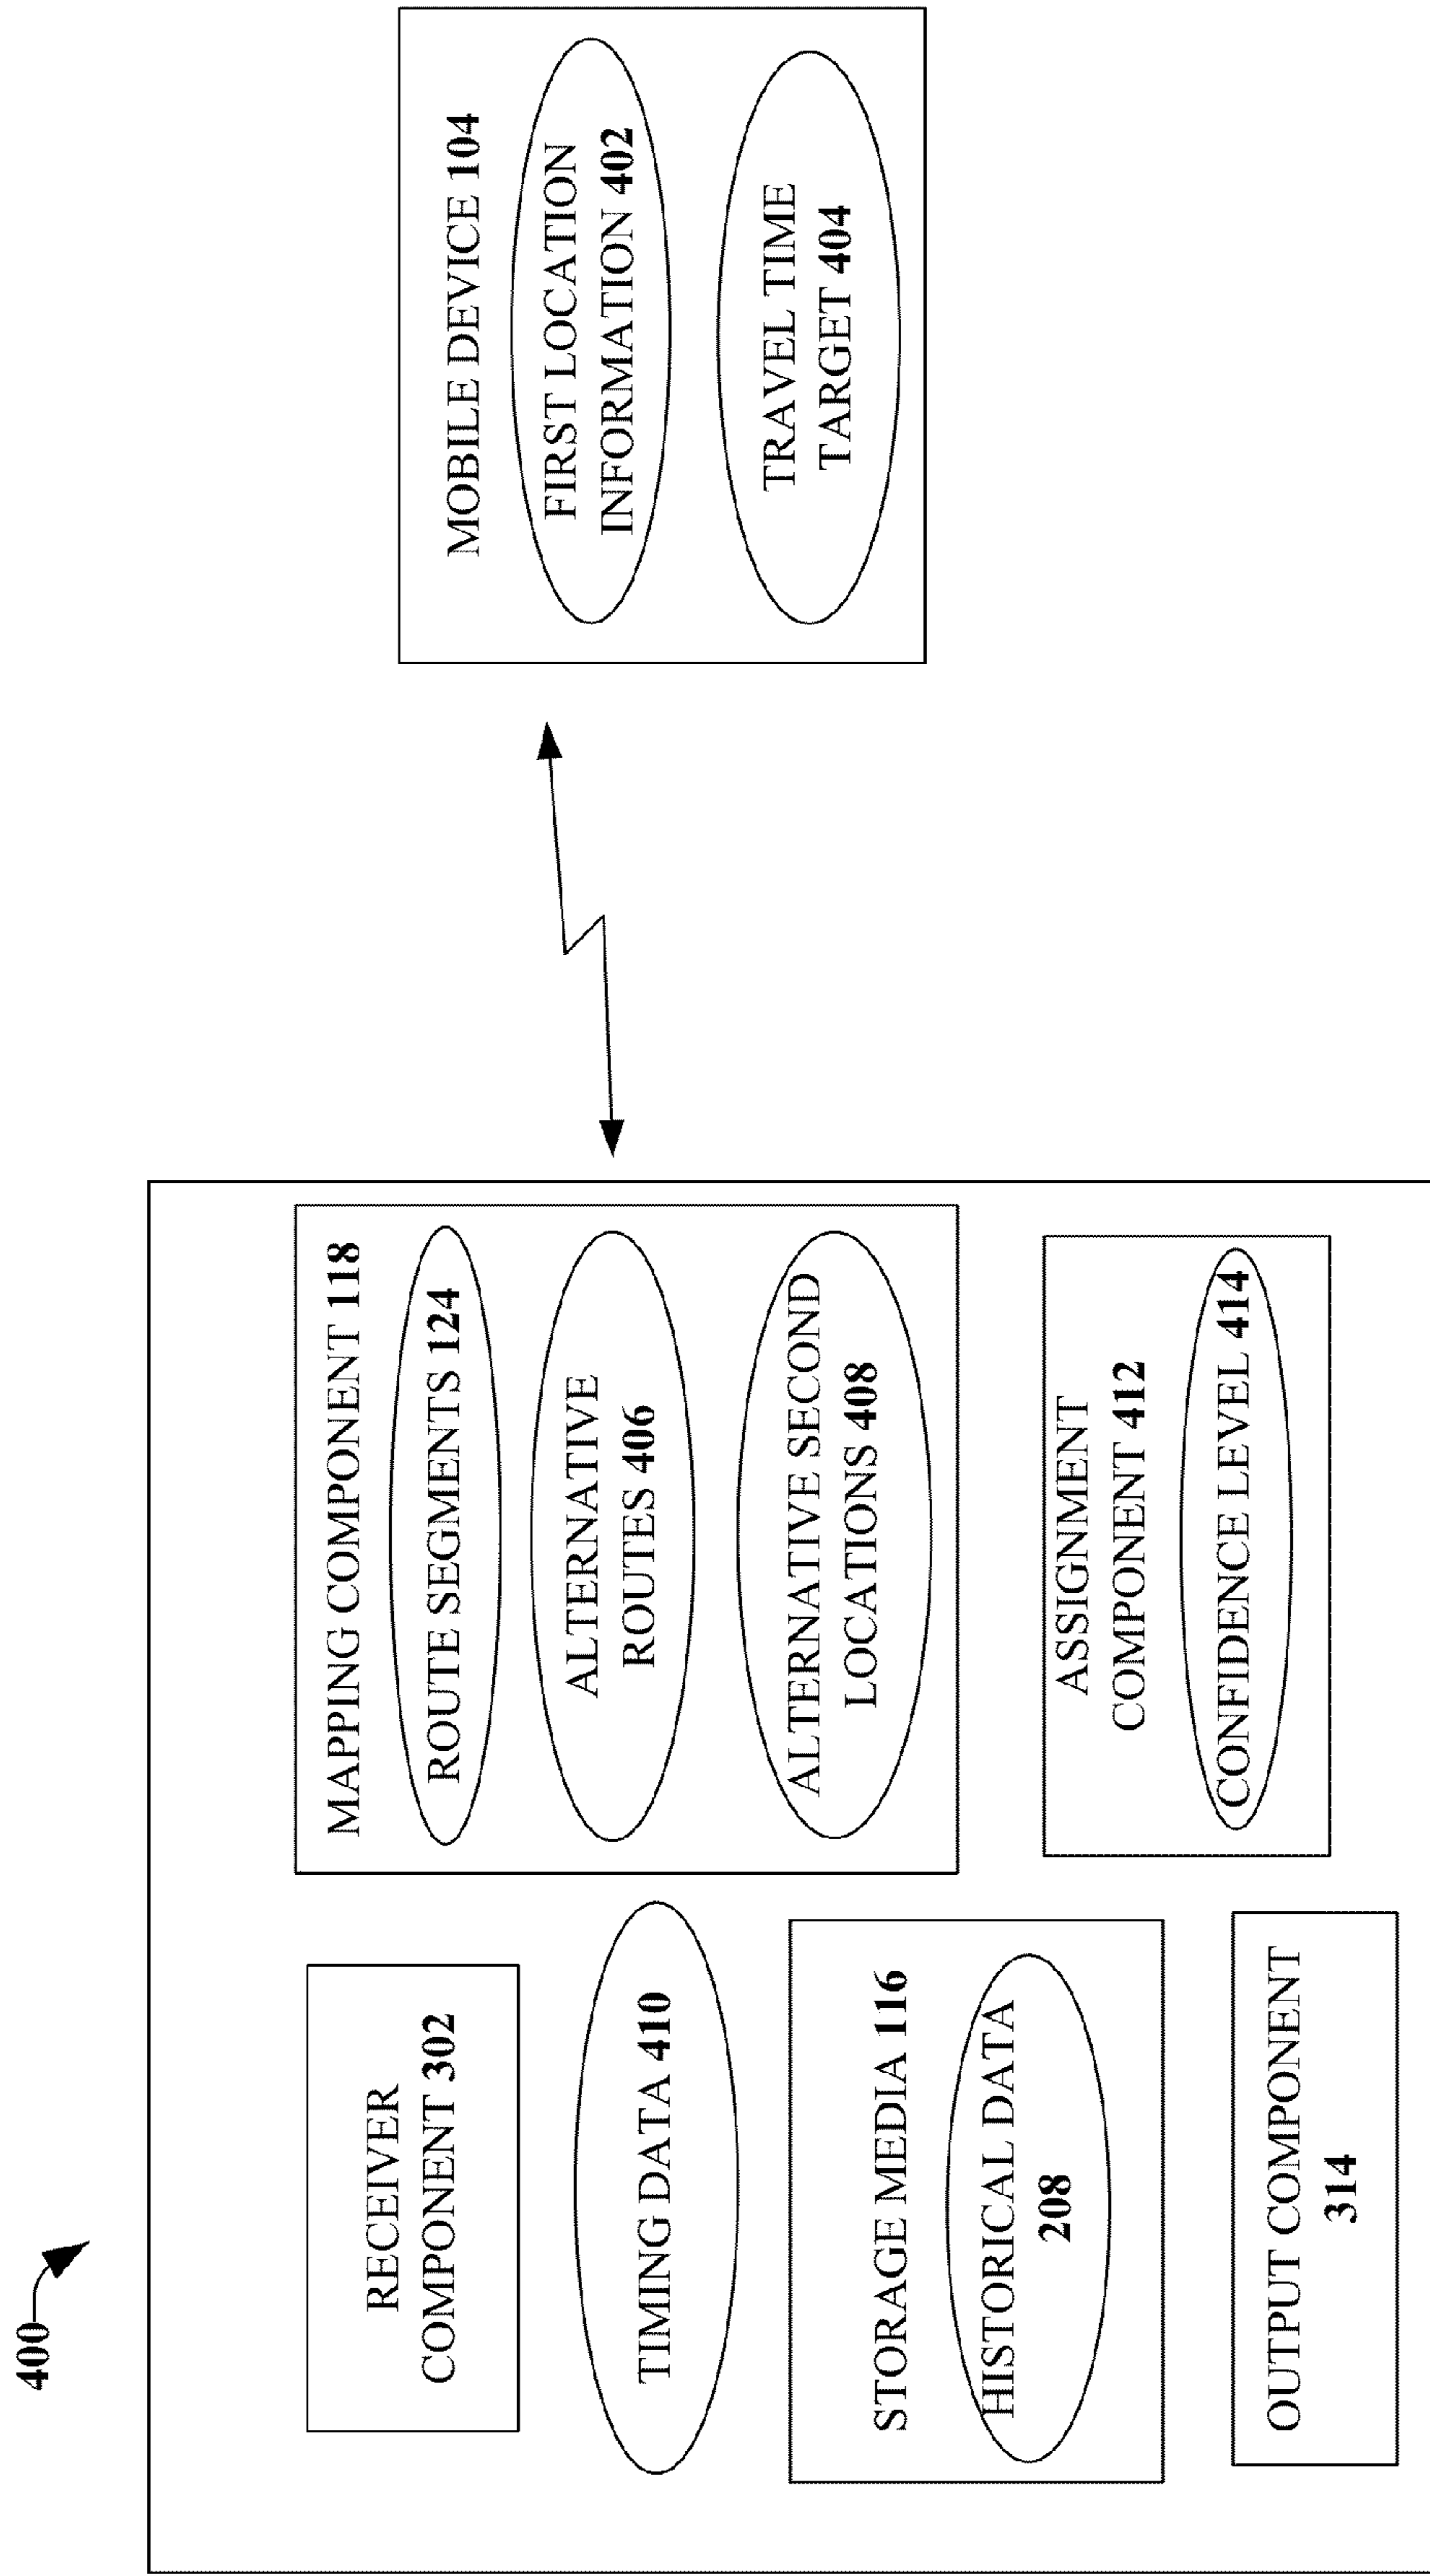 400
RECEIVER
COMPONENT 302
TIMING DATA 410
STORAGE MEDIA 116
HISTORICAL DATA
208
OUTPUT COMPONENT
314
MAPPING COMPONENT 118
ROUTE SEGMENTS 124
ALTERNATIVE
ROUTES 406
ALTERNATIVE SECOND
LOCATIONS 408
ASSIGNMENT
COMPONENT 412
CONFIDENCE LEVEL 414
MOBILE DEVICE 104
FIRST LOCATION
INFORMATION 402
TRAVEL TIME
TARGET 404